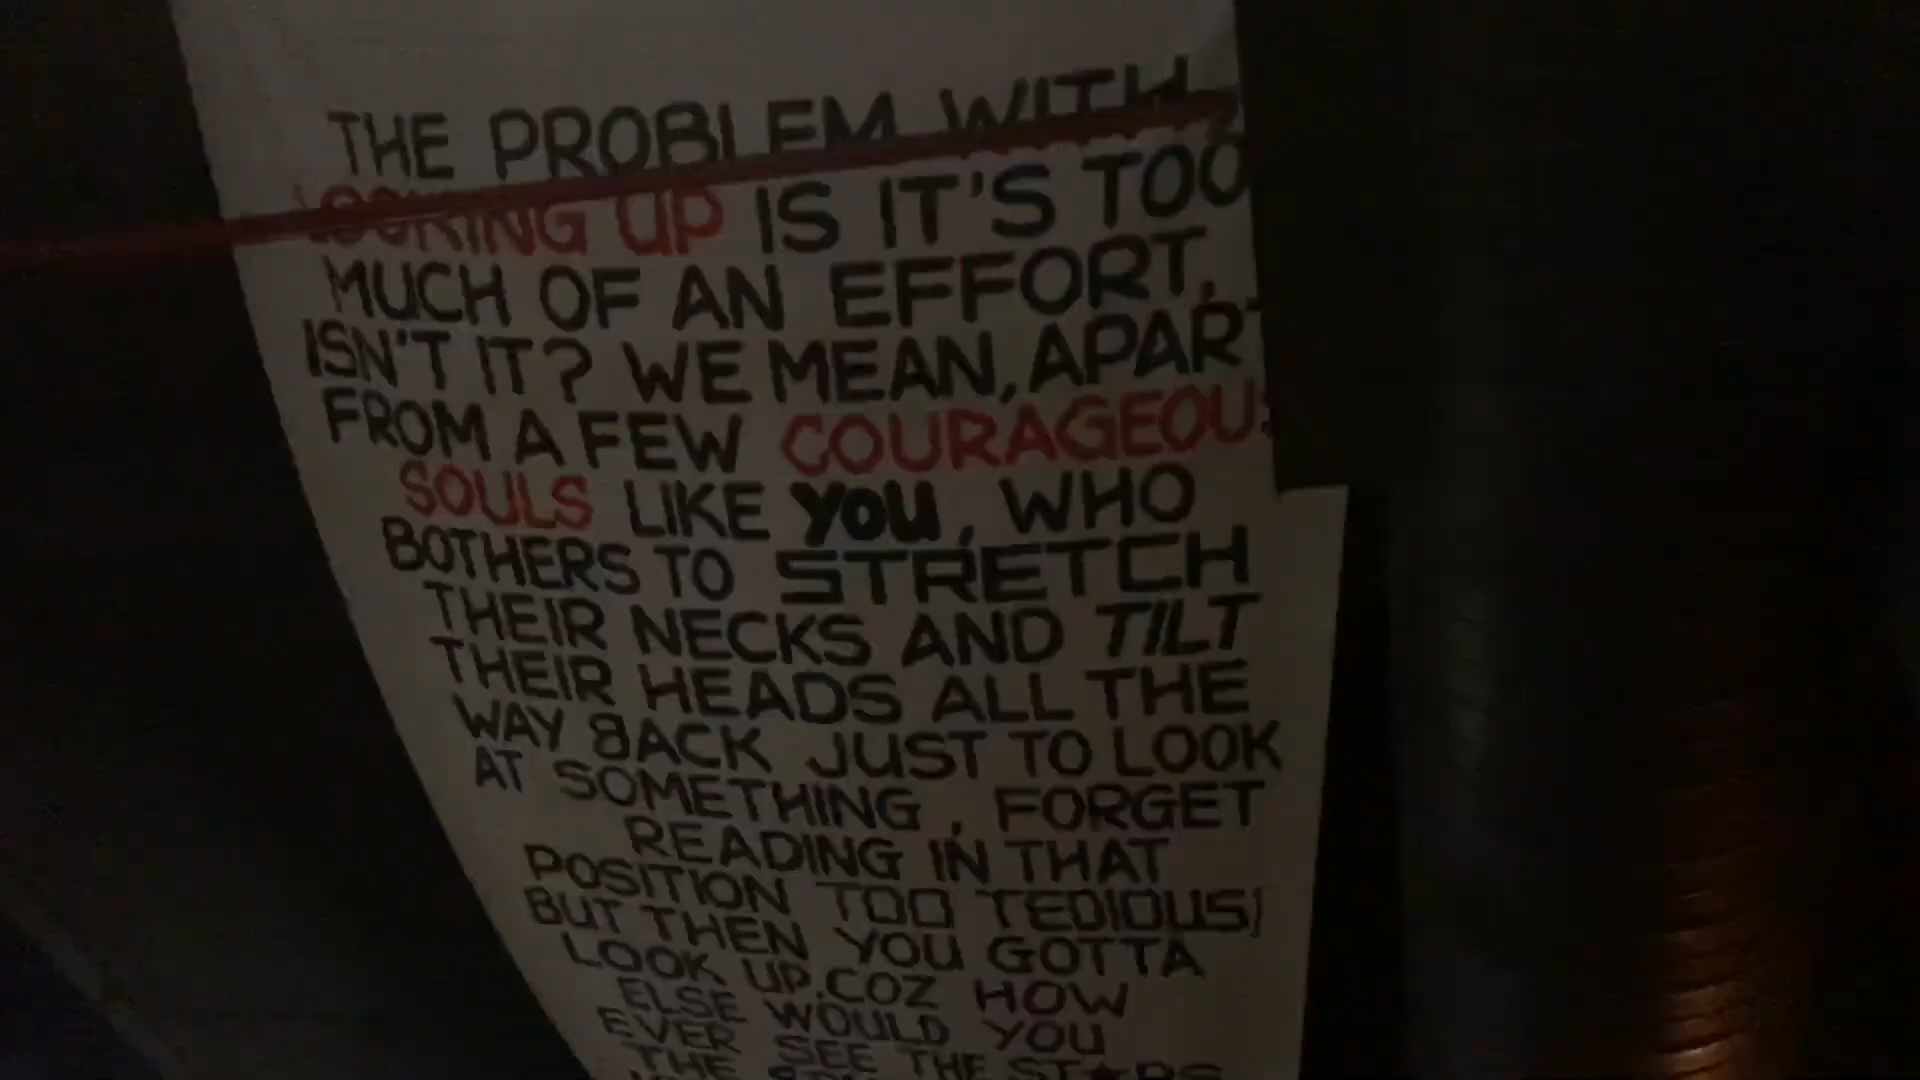 THE PROBLEM WITH
LOOKING UP IS IT'S TOO
MUCH OF AN EFFORT,
ISN'T IT? WE MEAN, APART
FROM A FEW COURAGEOUS
SOULS LIKE YOU, WHO
BOTHERS TO STRETCH
THEIR NECKS AND TILT
THEIR HEADS ALL THE
WAY BACK JUST TO LOOK
AT SOMETHING, FORGET
READING IN THAT
POSITION TOO TEDIOUS!
BUT THEN YOU GOTTA
LOOK UP.COZ HOW
ELSE WOULD YOU
EVER SEE THE ST★RS
THE